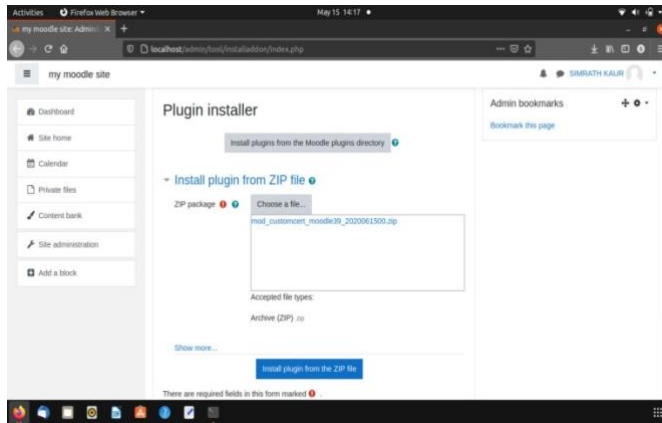 Activities Firefox Web Browser May 15 14:17
my moodle site: Admini
localhost/admin/tool/installaddon/index.php
my moodle site SIMRATH KAUR
Dashboard
Site home
Calendar
Private files
Content bank
Site administration
Add a block
Plugin installer
Install plugins from the Moodle plugins directory
Install plugin from ZIP file
ZIP package
Choose a file...
mod_customcert_moodle39_2020061500.zip
Accepted file types:
Archive (ZIP) .zip
Show more...
Install plugin from the ZIP file
There are required fields in this form marked .
Admin bookmarks
Bookmark this page